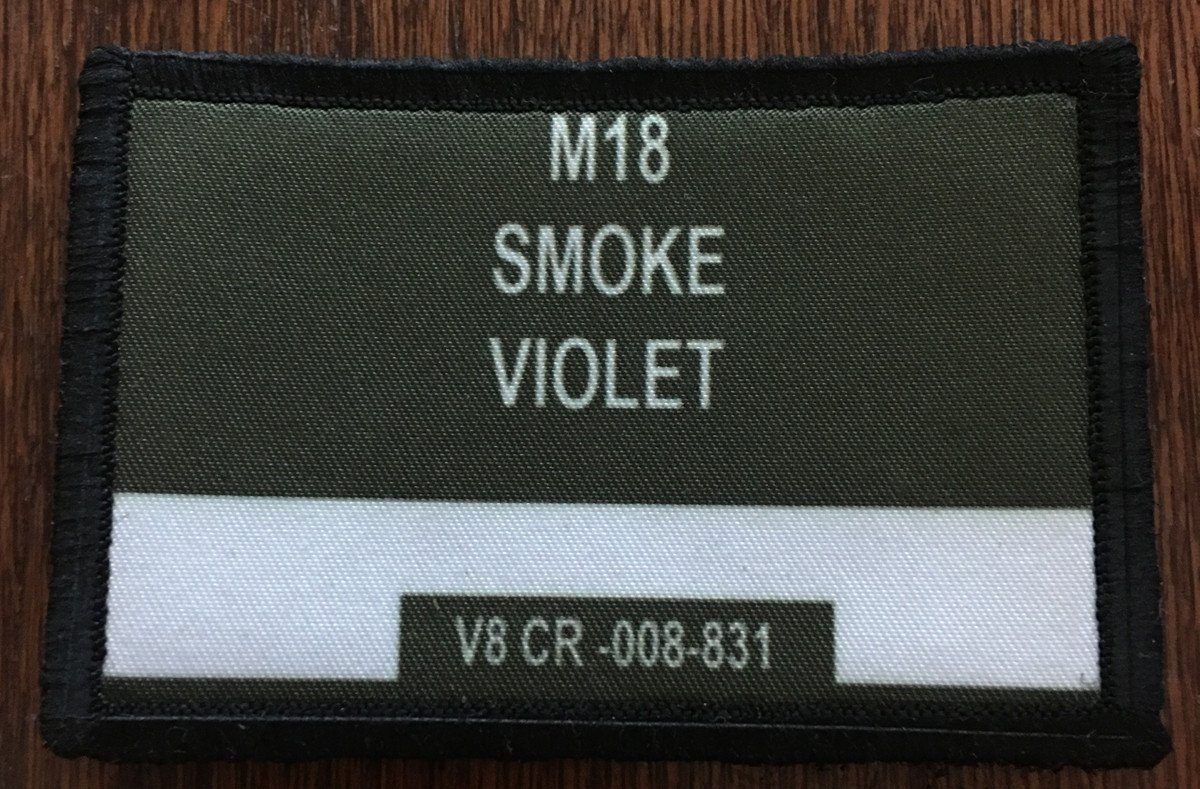 M18
SMOKE
VIOLET
V8 CR -008-831